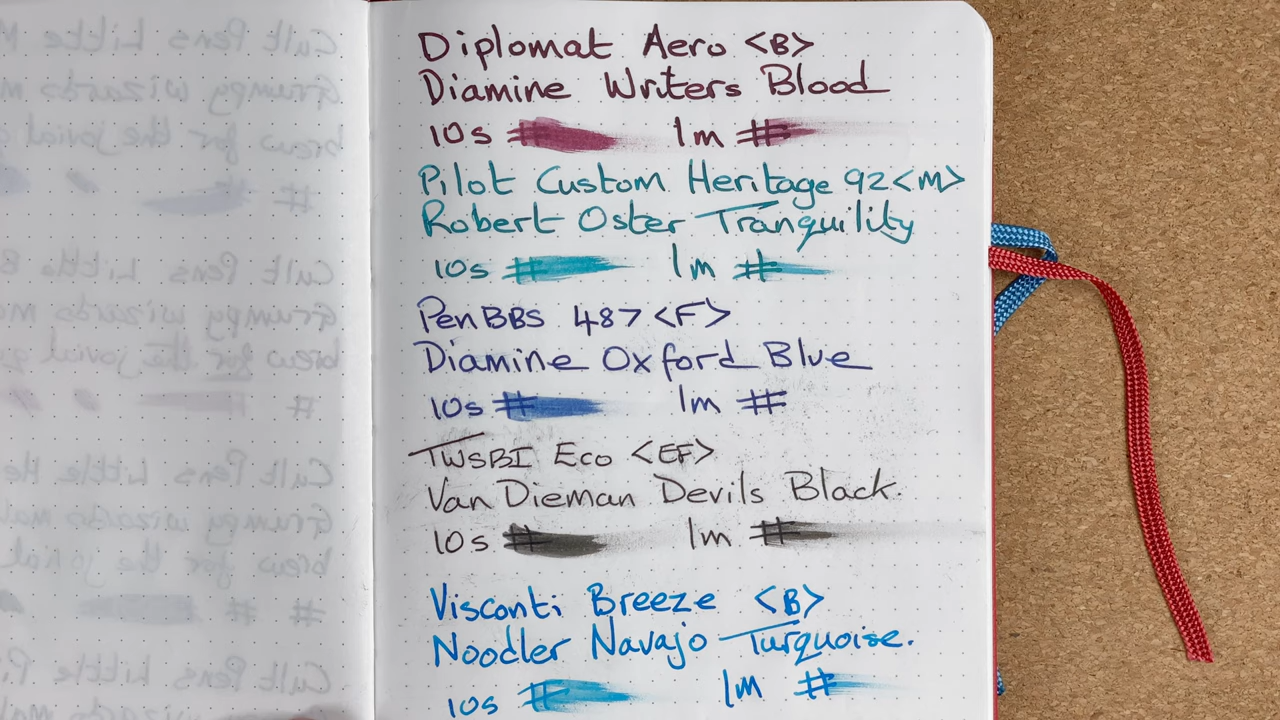 Diplomat Aero <B>
Diamine Writers Blood
10s # 1m #
Pilot Custom Heritage 92 <M>
Robert Oster Tranquility
10s # 1m #
PenBBS 487 <F>
Diamine Oxford Blue
10s # 1m #
TWSBI Eco <EF>
Van Dieman Devils Black.
10s # 1m #
Visconti Breeze <B>
Noodler Navajo Turquoise.
10s # 1m #